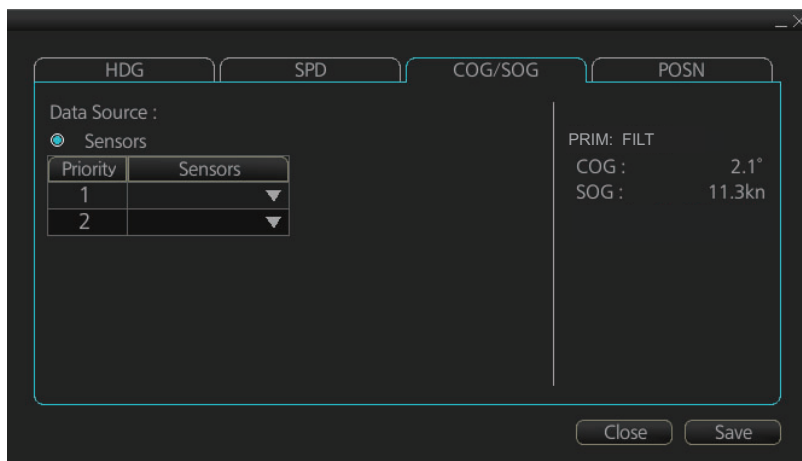 HDG SPD COG/SOG POSN
Data Source :
Sensors
Priority Sensors
1
2
PRIM: FILT
COG : 2.1°
SOG : 11.3kn
Close Save